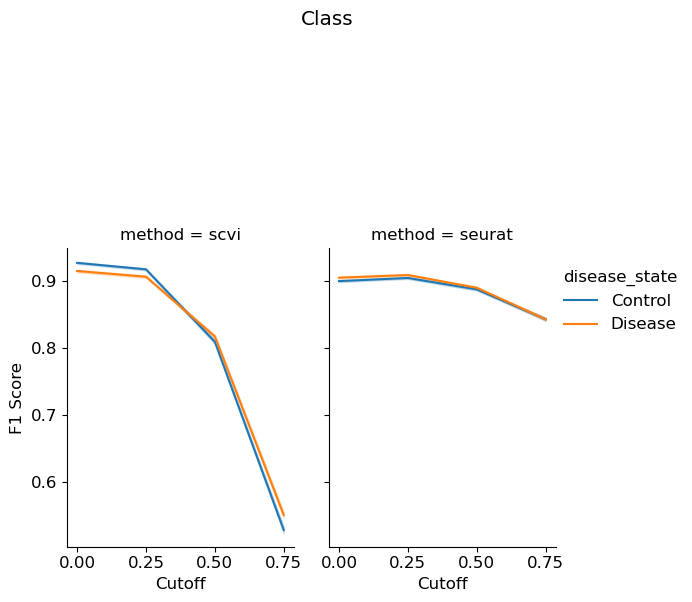 Class
method = scvi
method = seurat
F1 Score
0.9
0.8
0.7
0.6
0.00 0.25 0.50 0.75
0.00 0.25 0.50 0.75
Cutoff
Cutoff
disease_state
Control
Disease